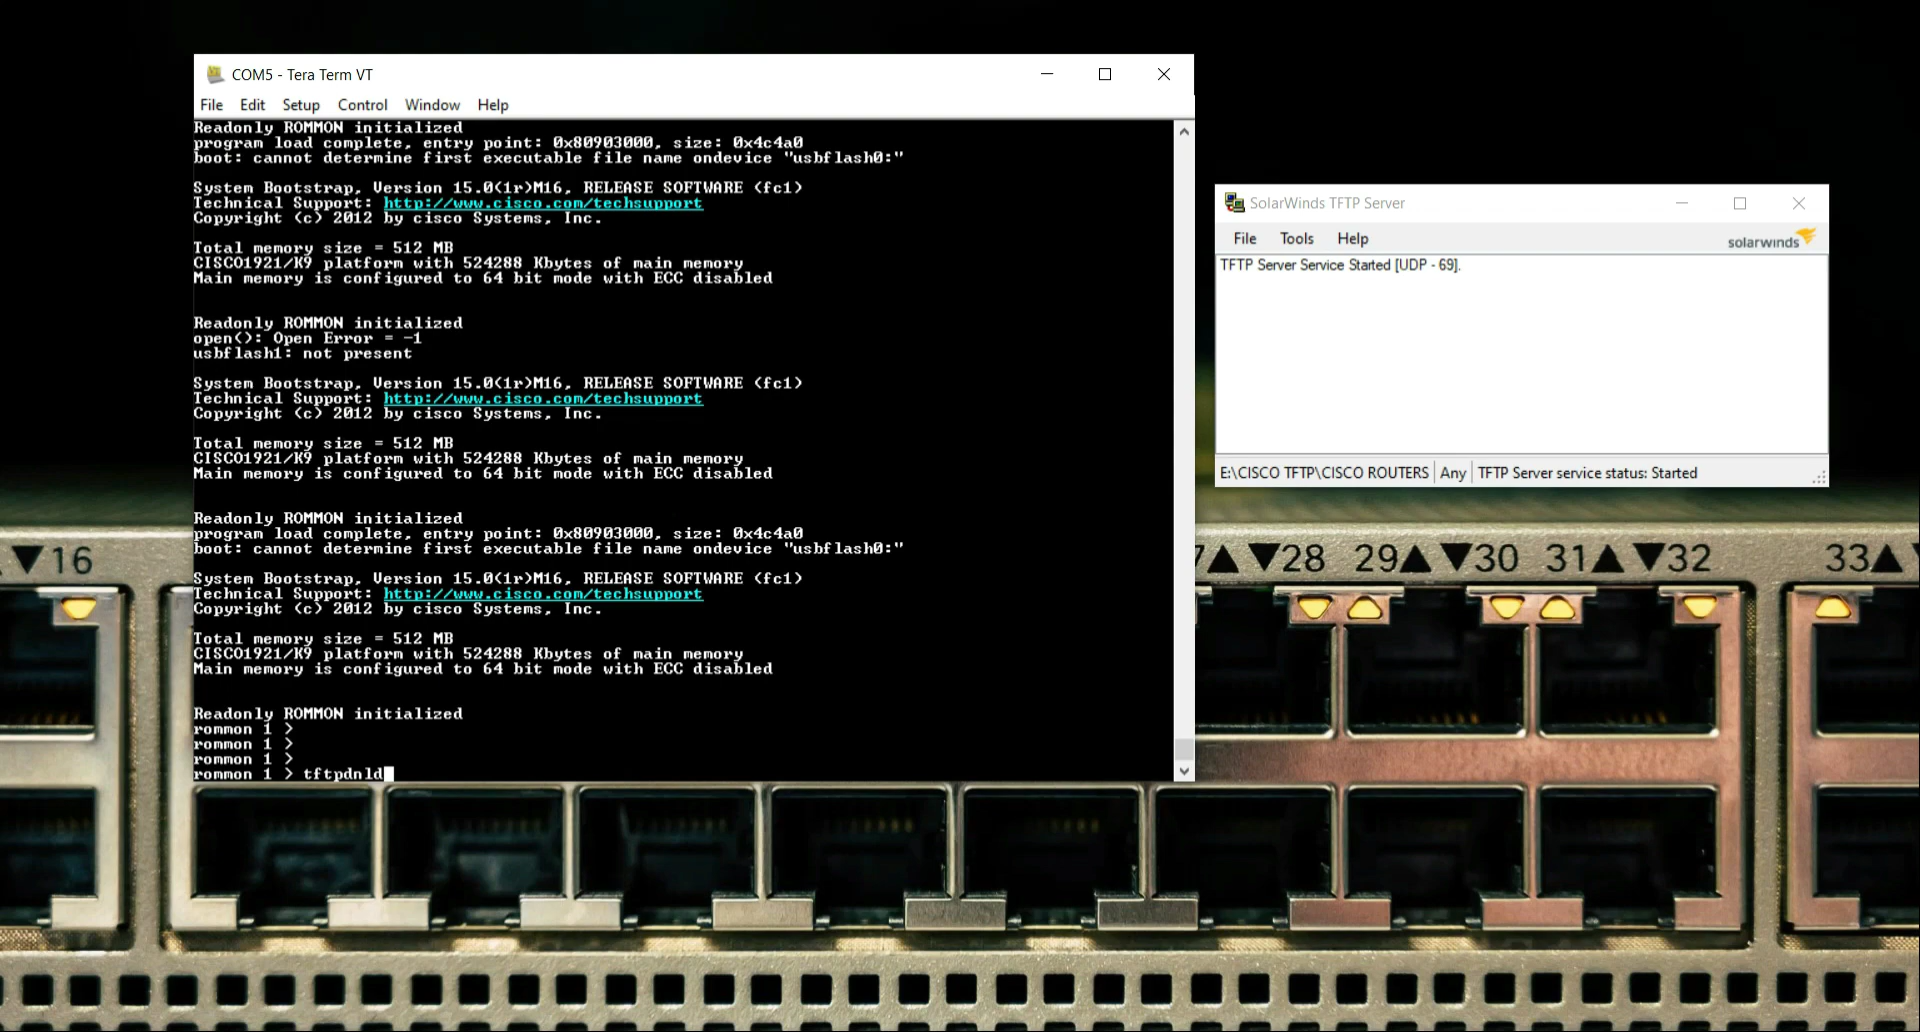 COM5 - Tera Term VT
File Edit Setup Control Window Help
Readonly ROMMON initialized
program load complete, entry point: 0x80903000, size: 0x4c4a0
boot: cannot determine first executable file name ondevice "usbflash0:"
System Bootstrap, Version 15.0(1r)M16, RELEASE SOFTWARE (fc1)
Technical Support: http://www.cisco.com/techsupport
Copyright (c) 2012 by cisco Systems, Inc.
Total memory size = 512 MB
CISCO1921/K9 platform with 524288 Kbytes of main memory
Main memory is configured to 64 bit mode with ECC disabled
Readonly ROMMON initialized
open(): Open Error = -1
usbflash1: not present
System Bootstrap, Version 15.0(1r)M16, RELEASE SOFTWARE (fc1)
Technical Support: http://www.cisco.com/techsupport
Copyright (c) 2012 by cisco Systems, Inc.
Total memory size = 512 MB
CISCO1921/K9 platform with 524288 Kbytes of main memory
Main memory is configured to 64 bit mode with ECC disabled
Readonly ROMMON initialized
program load complete, entry point: 0x80903000, size: 0x4c4a0
boot: cannot determine first executable file name ondevice "usbflash0:"
System Bootstrap, Version 15.0(1r)M16, RELEASE SOFTWARE (fc1)
Technical Support: http://www.cisco.com/techsupport
Copyright (c) 2012 by cisco Systems, Inc.
Total memory size = 512 MB
CISCO1921/K9 platform with 524288 Kbytes of main memory
Main memory is configured to 64 bit mode with ECC disabled
Readonly ROMMON initialized
rommon 1 >
rommon 1 >
rommon 1 >
rommon 1 > tftpdnld
SolarWinds TFTP Server
File Tools Help
solarwinds
TFTP Server Service Started [UDP - 69].
E:\CISCO TFTP\CISCO ROUTERS Any TFTP Server service status: Started
▼16
▲▼28 29▲▼30 31▲▼32 33▲